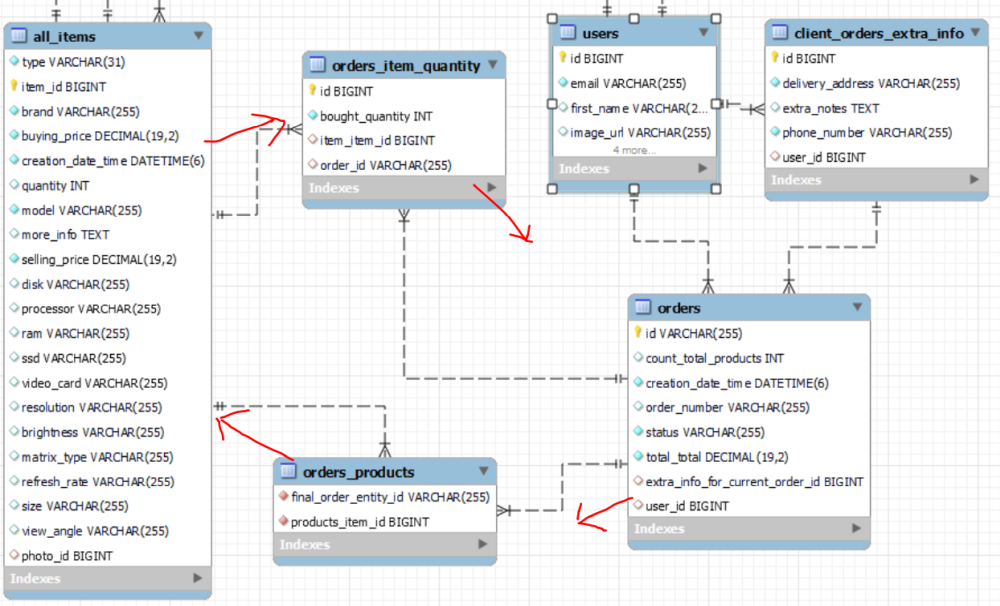 all_items
type VARCHAR(31)
item_id BIGINT
brand VARCHAR(255)
buying_price DECIMAL(19,2)
creation_date_time DATETIME(6)
quantity INT
model VARCHAR(255)
more_info TEXT
selling_price DECIMAL(19,2)
disk VARCHAR(255)
processor VARCHAR(255)
ram VARCHAR(255)
ssd VARCHAR(255)
video_card VARCHAR(255)
resolution VARCHAR(255)
brightness VARCHAR(255)
matrix_type VARCHAR(255)
refresh_rate VARCHAR(255)
size VARCHAR(255)
view_angle VARCHAR(255)
photo_id BIGINT
Indexes
orders_item_quantity
id BIGINT
bought_quantity INT
item_item_id BIGINT
order_id VARCHAR(255)
Indexes
users
id BIGINT
email VARCHAR(255)
first_name VARCHAR(2...
image_url VARCHAR(255)
4 more...
Indexes
client_orders_extra_info
id BIGINT
delivery_address VARCHAR(255)
extra_notes TEXT
phone_number VARCHAR(255)
user_id BIGINT
Indexes
orders_products
final_order_entity_id VARCHAR(255)
products_item_id BIGINT
Indexes
orders
id VARCHAR(255)
count_total_products INT
creation_date_time DATETIME(6)
order_number VARCHAR(255)
status VARCHAR(255)
total_total DECIMAL(19,2)
extra_info_for_current_order_id BIGINT
user_id BIGINT
Indexes